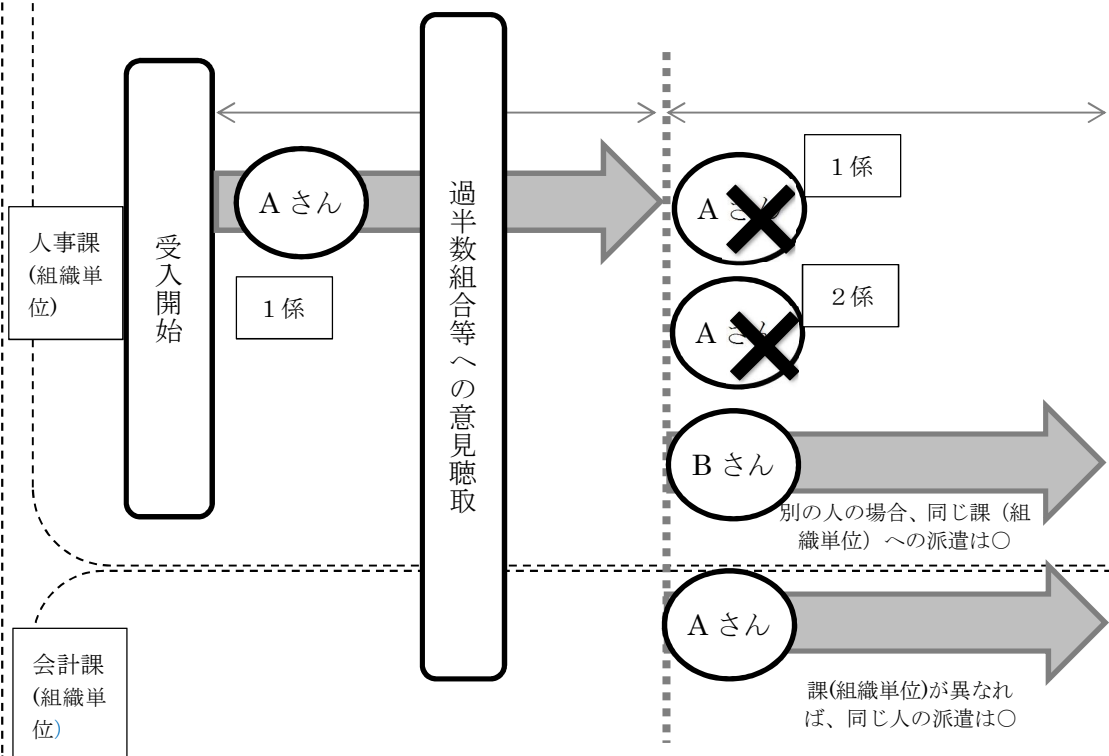 人事課
(組織単
位)
受入開始
A さん
1 係
過半数組合等への意見聴取
A さん
1 係
A さん
2 係
B さん
別の人の場合、同じ課（組
織単位）への派遣は○
会計課
(組織単
位)
A さん
課(組織単位)が異なれ
ば、同じ人の派遣は○